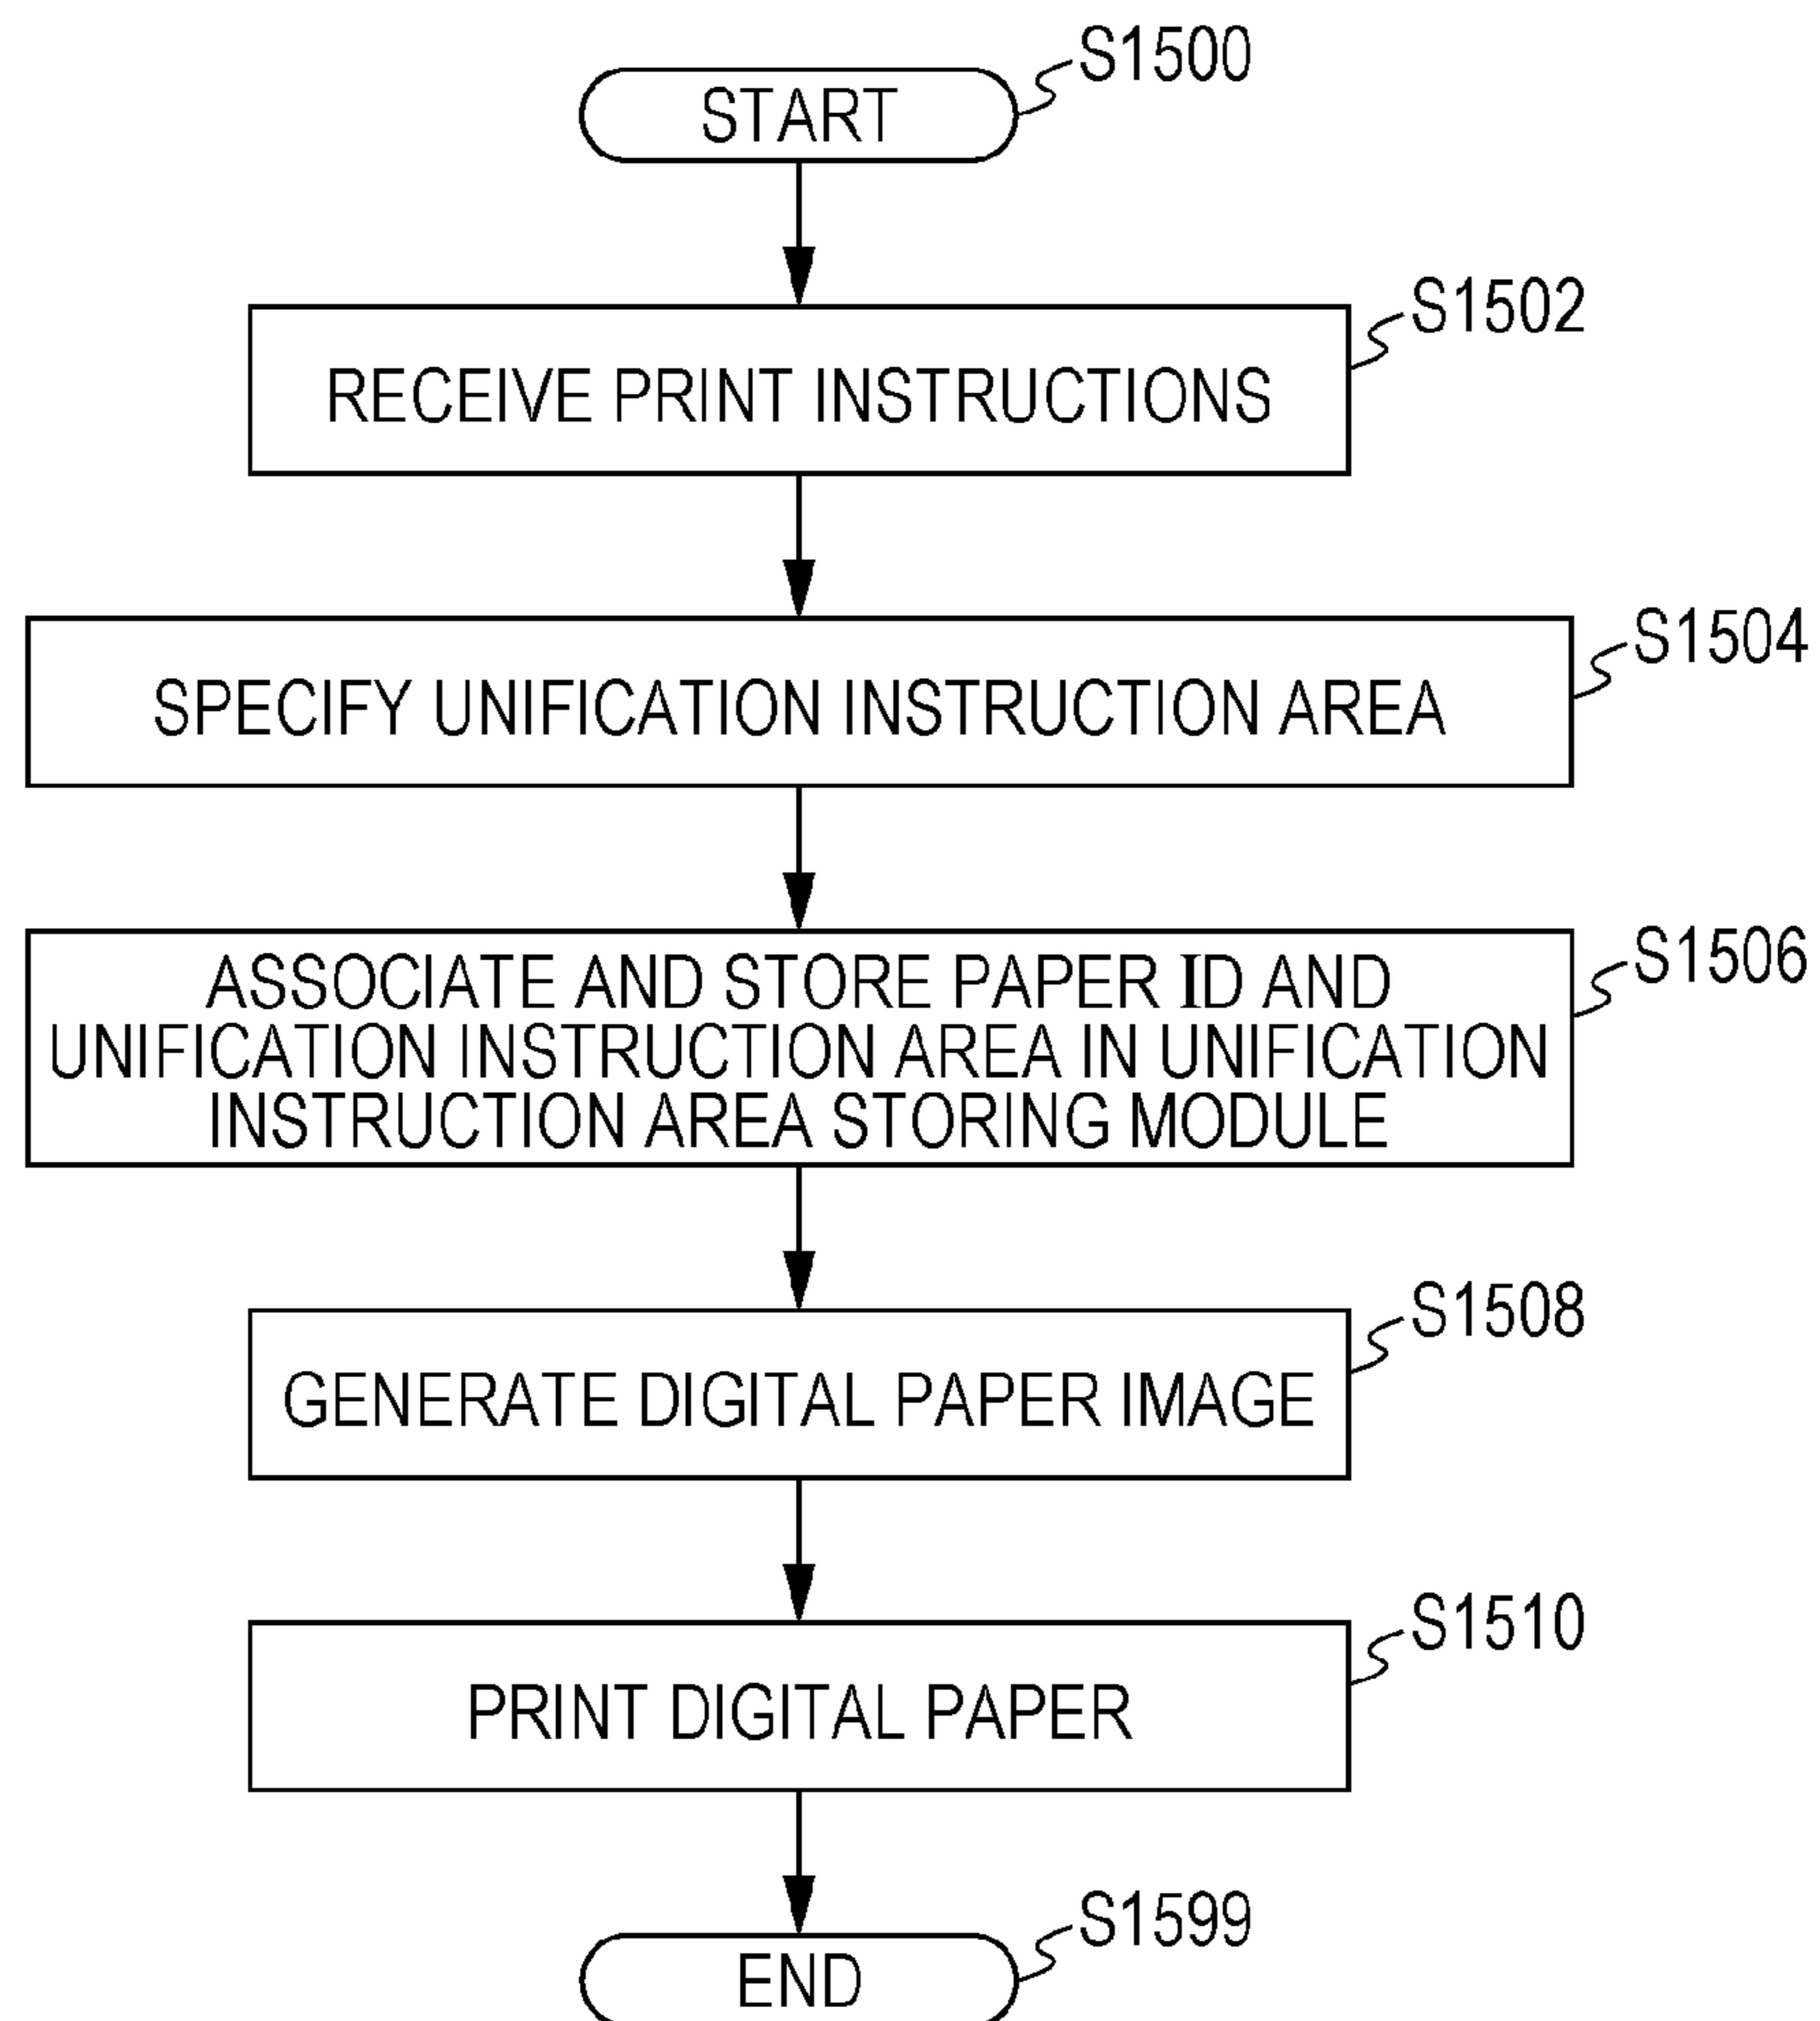 S1500
START
S1502
RECEIVE PRINT INSTRUCTIONS
S1504
SPECIFY UNIFICATION INSTRUCTION AREA
S1506
ASSOCIATE AND STORE PAPER ID AND
UNIFICATION INSTRUCTION AREA IN UNIFICATION
INSTRUCTION AREA STORING MODULE
S1508
GENERATE DIGITAL PAPER IMAGE
S1510
PRINT DIGITAL PAPER
S1599
END